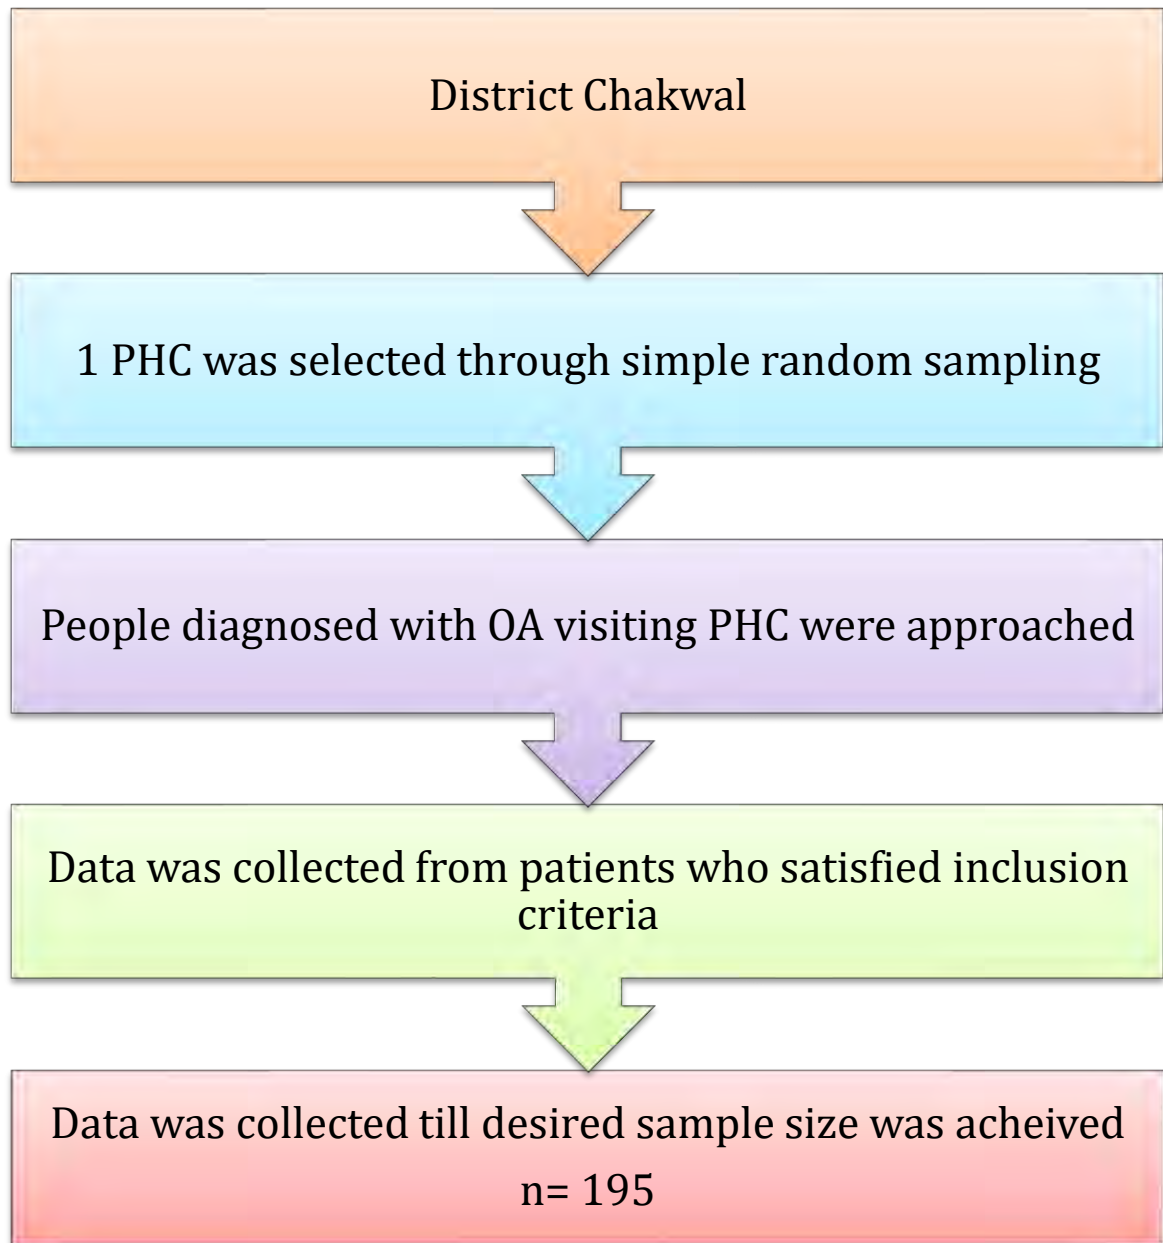 District Chakwal
1 PHC was selected through simple random sampling
People diagnosed with OA visiting PHC were approached
Data was collected from patients who satisfied inclusion
criteria
Data was collected till desired sample size was acheived
n= 195